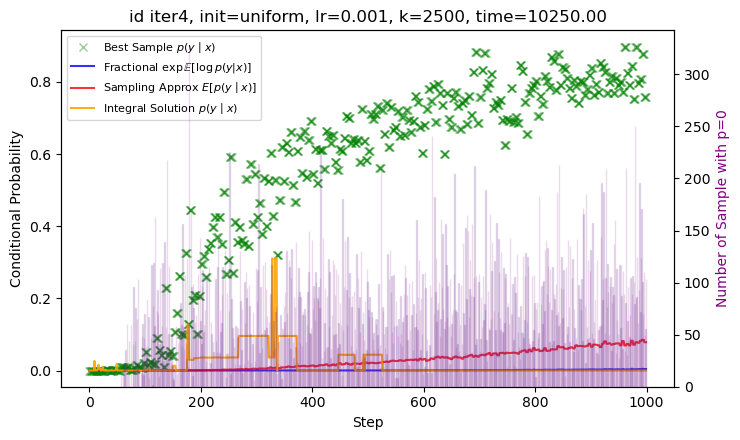 id iter4, init=uniform, lr=0.001, k=2500, time=10250.00
Best Sample p(y | x)
Fractional exp𝔼[log p(y|x)]
Sampling Approx E[p(y | x)]
Integral Solution p(y | x)
Conditional Probability
0.8
0.6
0.4
0.2
0.0
300
250
200
150
100
50
0
Number of Sample with p=0
0
200
400
600
800
1000
Step